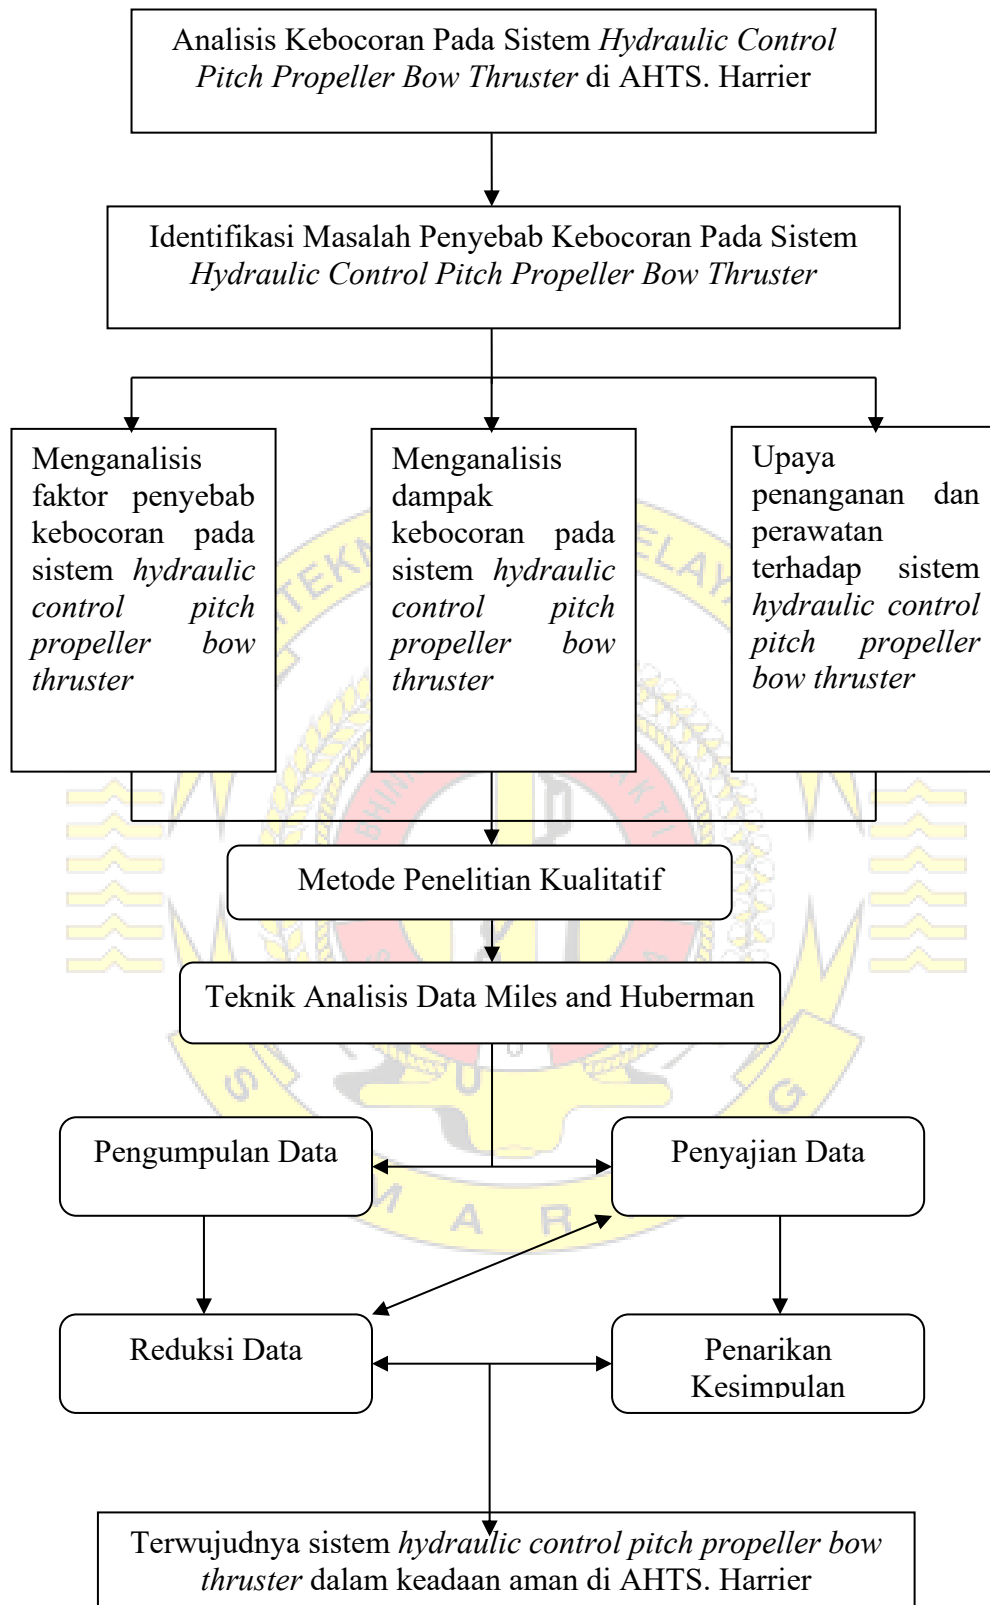 Analisis Kebocoran Pada Sistem Hydraulic Control
Pitch Propeller Bow Thruster di AHTS. Harrier
Identifikasi Masalah Penyebab Kebocoran Pada Sistem
Hydraulic Control Pitch Propeller Bow Thruster
Menganalisis
faktor penyebab
kebocoran pada
sistem hydraulic
control pitch
propeller bow
thruster
Menganalisis
dampak
kebocoran pada
sistem hydraulic
control pitch
propeller bow
thruster
Upaya
penanganan dan
perawatan
terhadap sistem
hydraulic control
pitch propeller
bow thruster
Metode Penelitian Kualitatif
Teknik Analisis Data Miles and Huberman
Pengumpulan Data
Penyajian Data
Reduksi Data
Penarikan
Kesimpulan
Terwujudnya sistem hydraulic control pitch propeller bow
thruster dalam keadaan aman di AHTS. Harrier